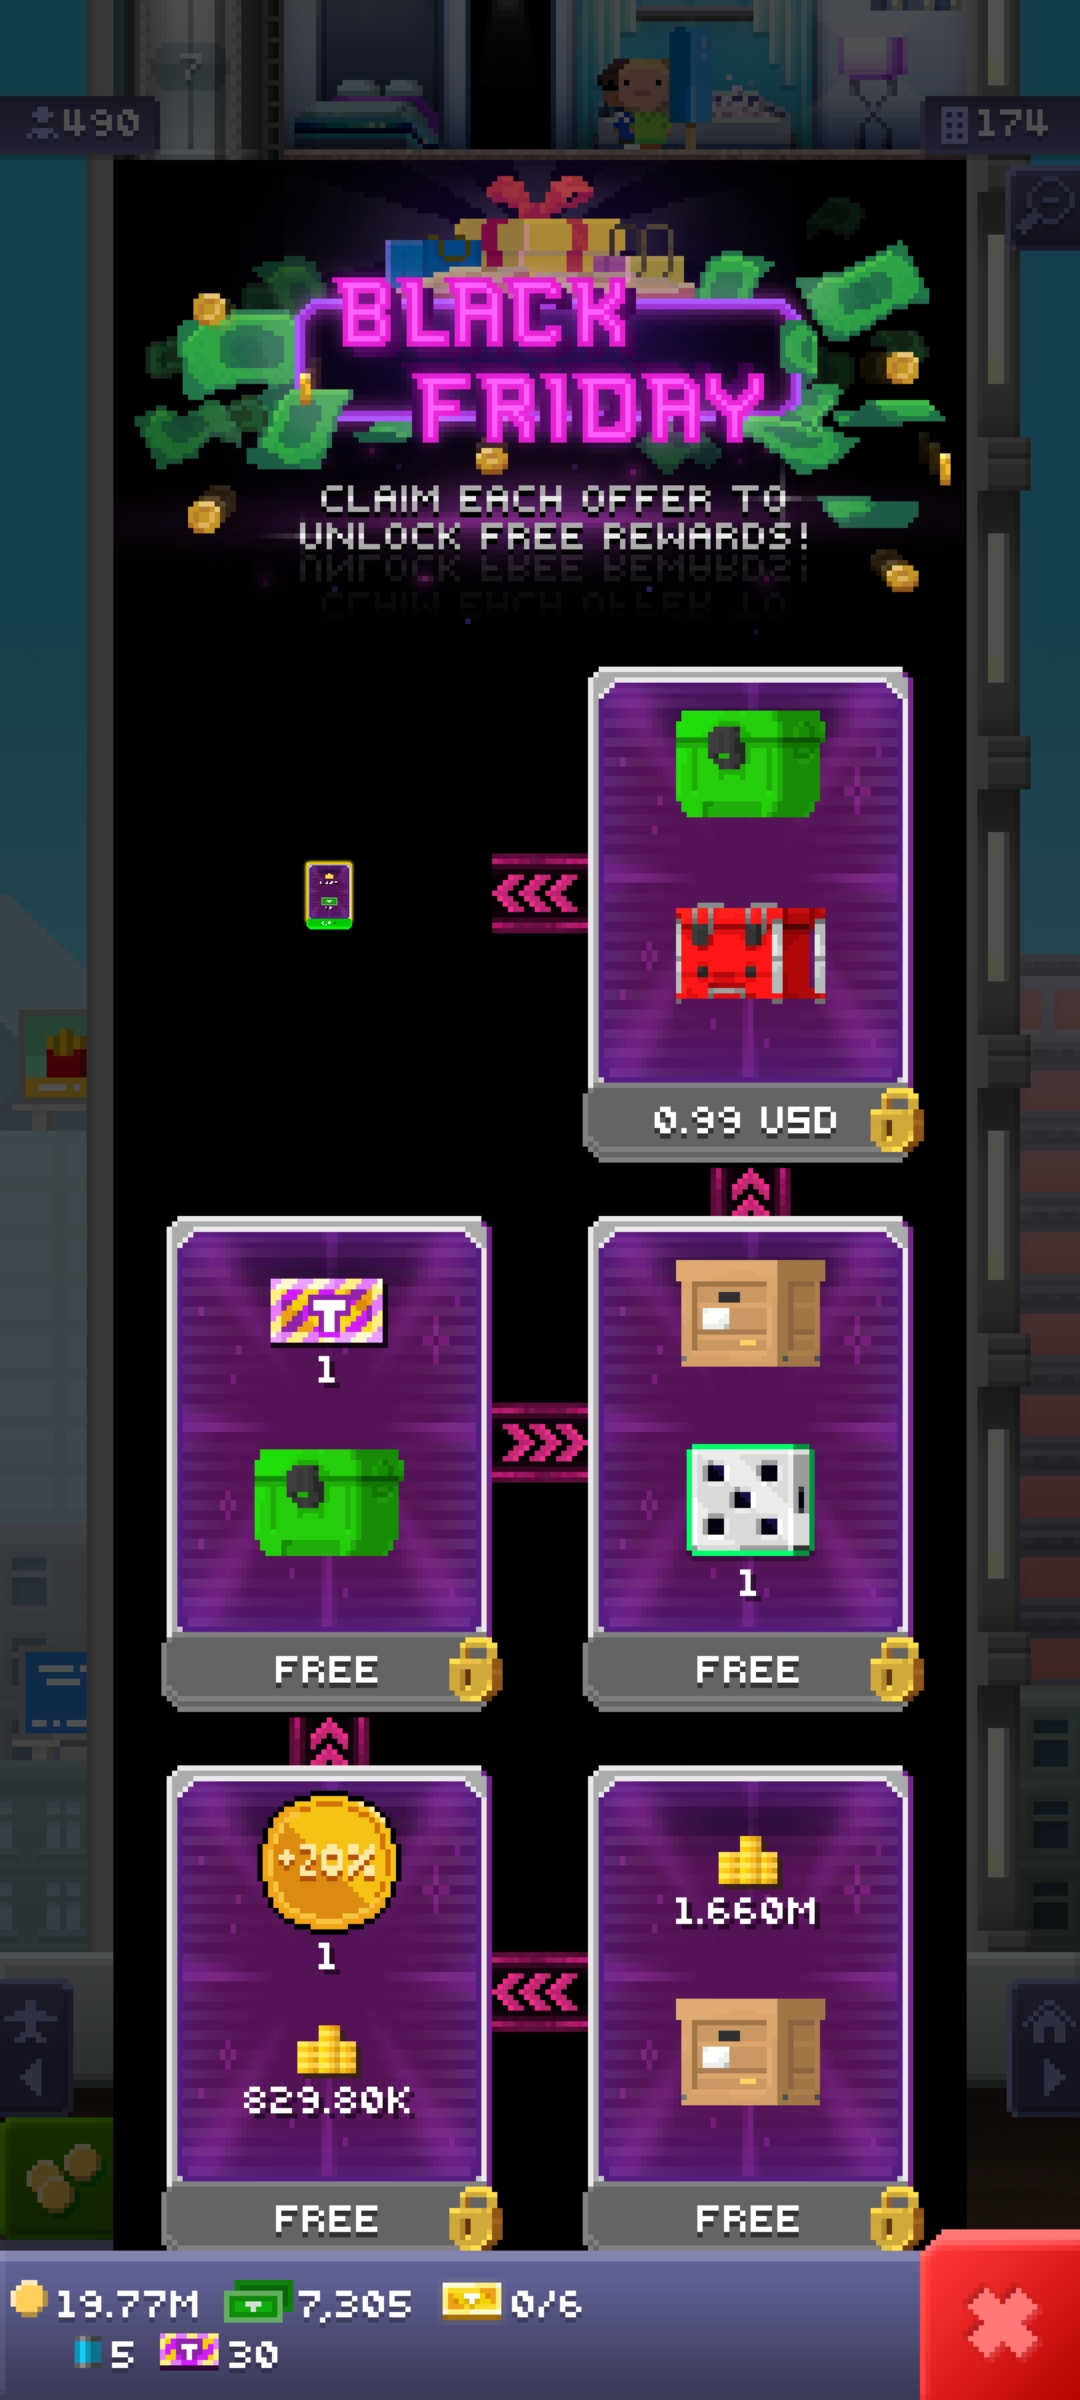 ?
490
174
BLACK
FRIDAY
CLAIM EACH OFFER TO
UNLOCK FREE REWARDS!
0.99 USD
T
1
1
FREE
FREE
+20%
1
829.80K
1.660M
FREE
FREE
19.77M 7,305 0/6
5 T 30